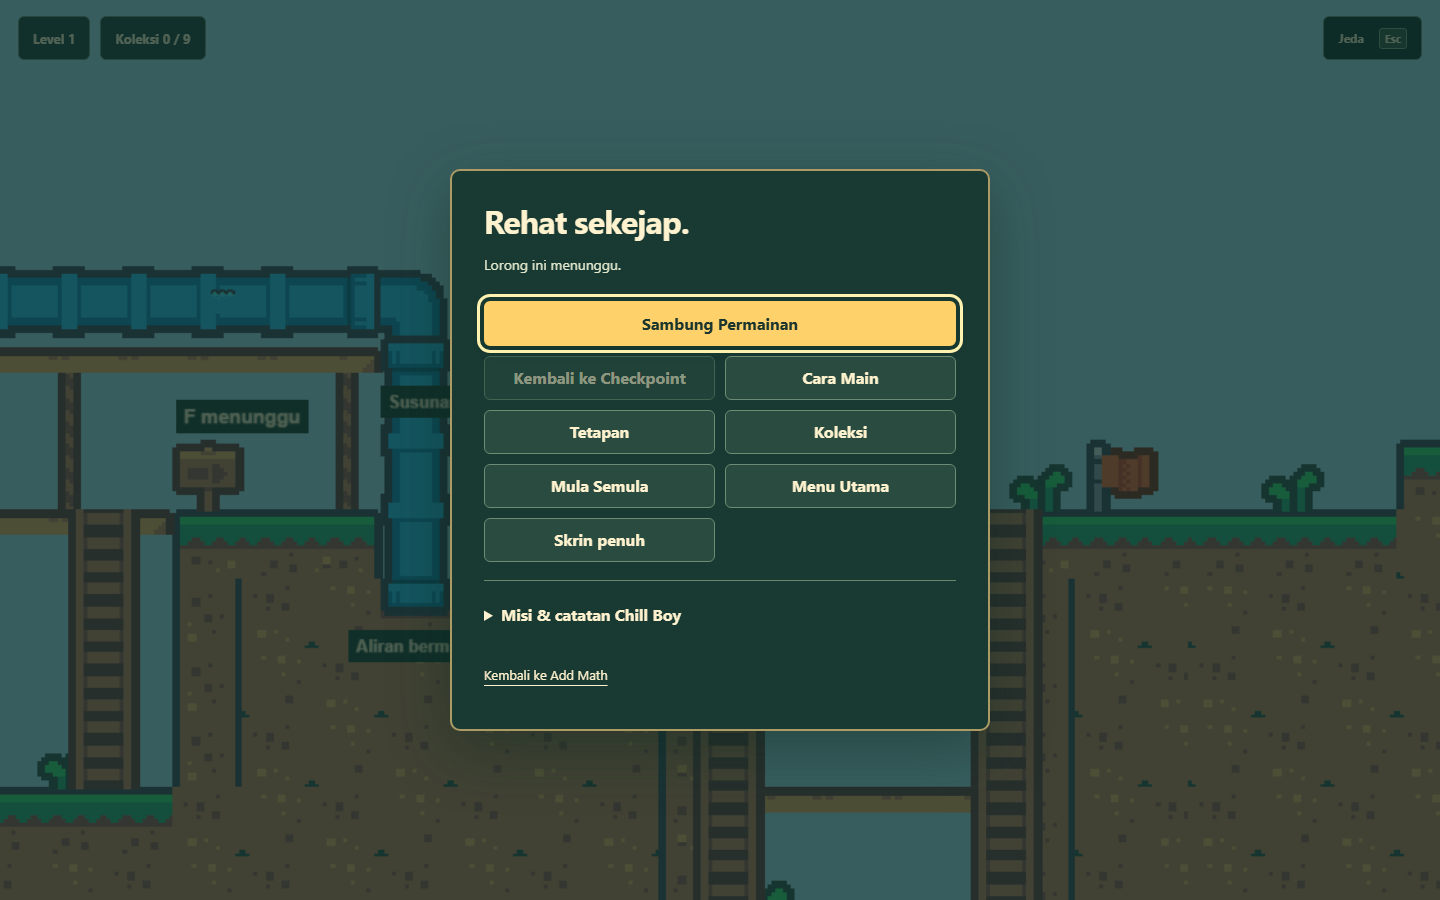 Level 1
Koleksi 0 / 9
Jeda Esc
Rehat sekejap.
Lorong ini menunggu.
Sambung Permainan
Kembali ke Checkpoint
Cara Main
F menunggu
Susuna
Tetapan
Koleksi
Mula Semula
Menu Utama
Skrin penuh
Misi & catatan Chill Boy
Aliran berm
Kembali ke Add Math